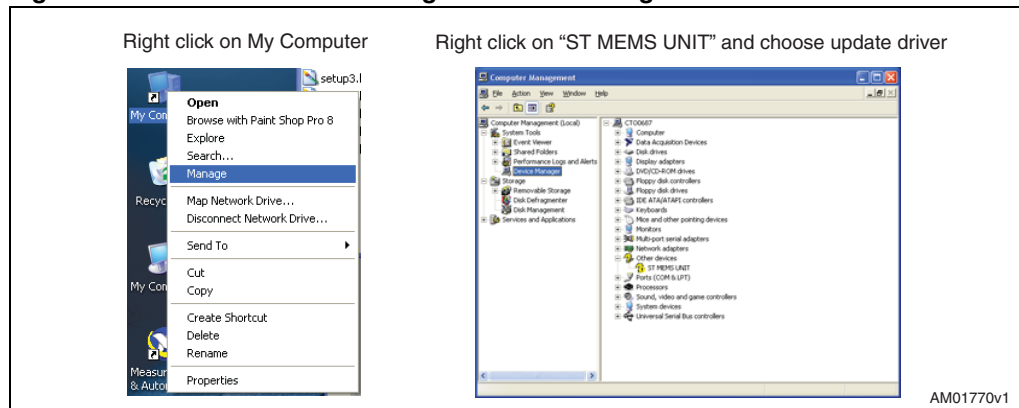 Right click on My Computer
Right click on “ST MEMS UNIT” and choose update driver
setup3.l
My Con
Open
Browse with Paint Shop Pro 8
Explore
Search...
Manage
Recyc
Map Network Drive...
Disconnect Network Drive...
Send To
My Con
Cut
Copy
Create Shortcut
Delete
Rename
Measur
& Auto
Properties
Computer Management
File Action View Window Help
Computer Management (Local)
System Tools
Event Viewer
Shared Folders
Performance Logs and Alerts
Device Manager
Storage
Removable Storage
Disk Defragmenter
Disk Management
Services and Applications
CTO0687
Computer
Data Acquisition Devices
Disk drives
Display adapters
DVD/CD-ROM drives
Floppy disk controllers
Floppy disk drives
IDE ATA/ATAPI controllers
Keyboards
Mice and other pointing devices
Monitors
Multi-port serial adapters
Network adapters
Other devices
ST MEMS UNIT
Ports (COM & LPT)
Processors
Sound, video and game controllers
System devices
Universal Serial Bus controllers
AM01770v1